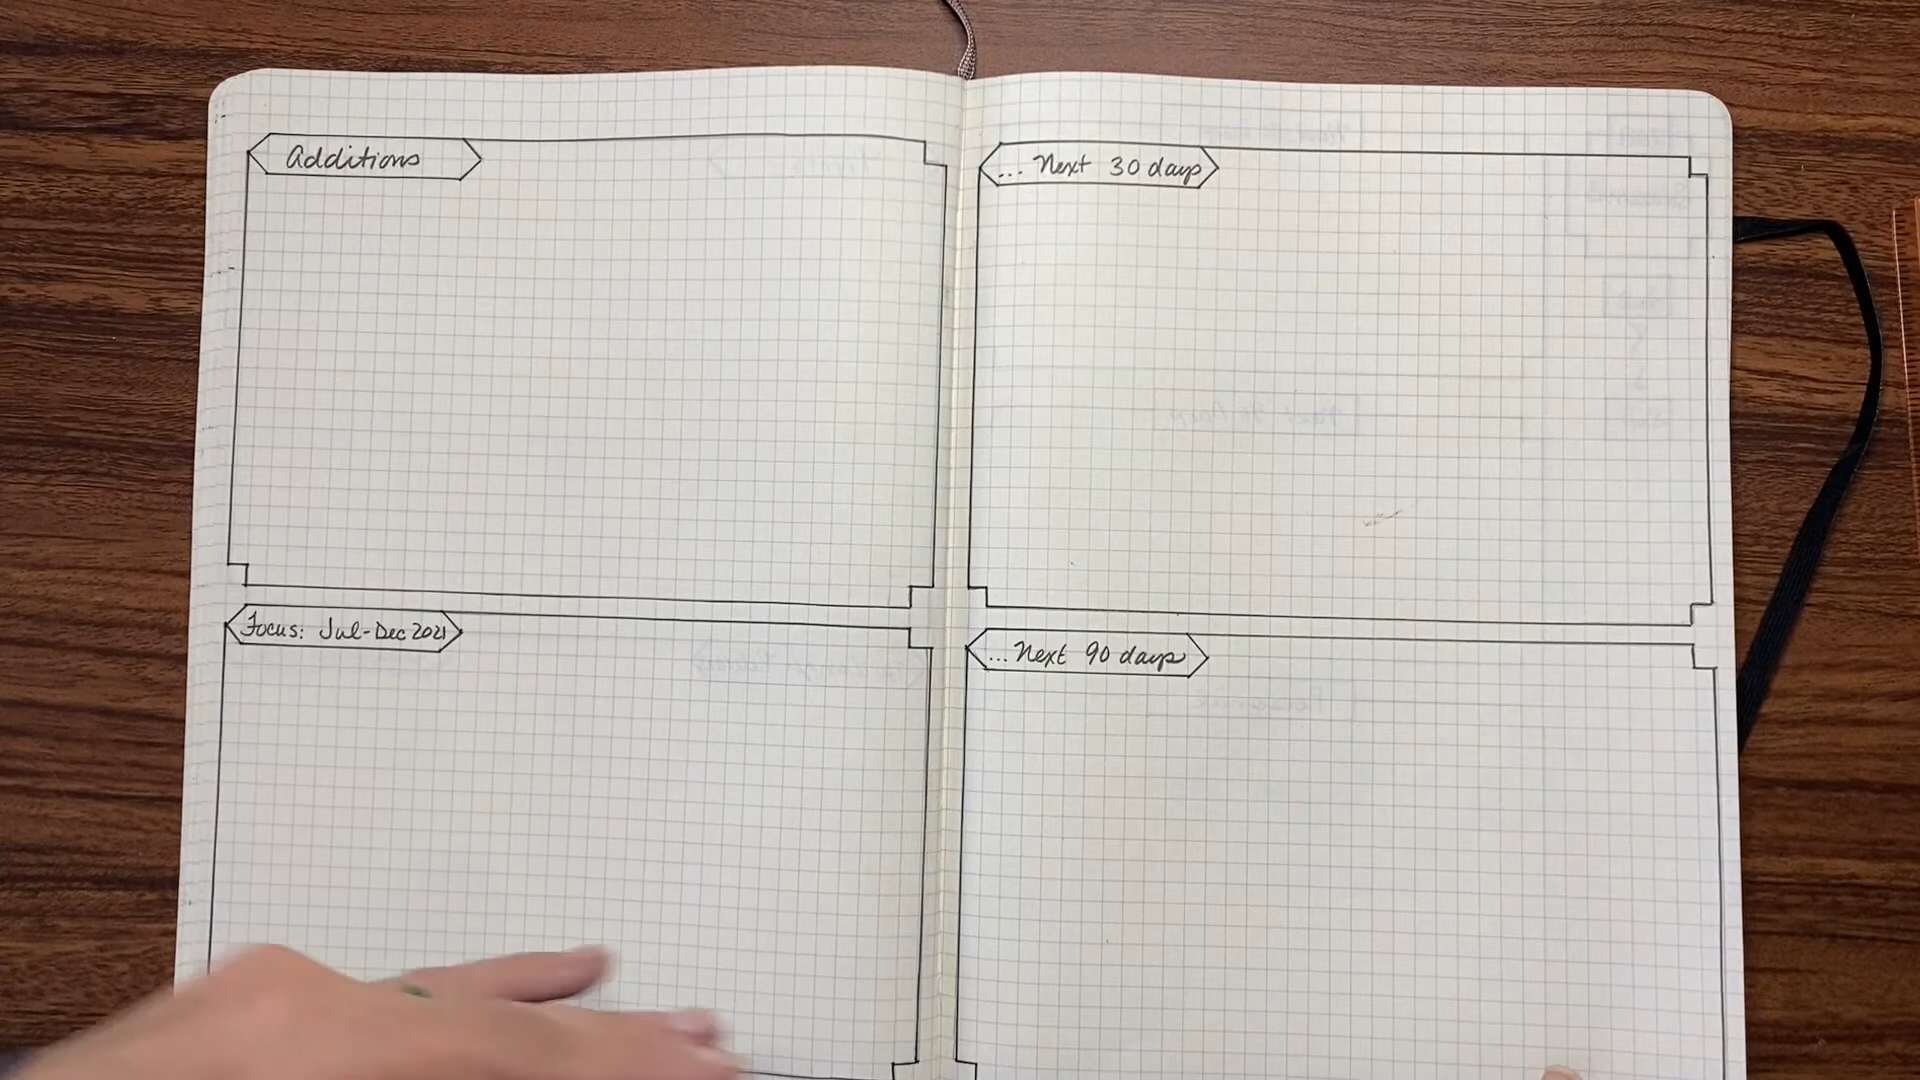 Additions
... Next 30 days
Focus: Jul-Dec 2021
... Next 90 days